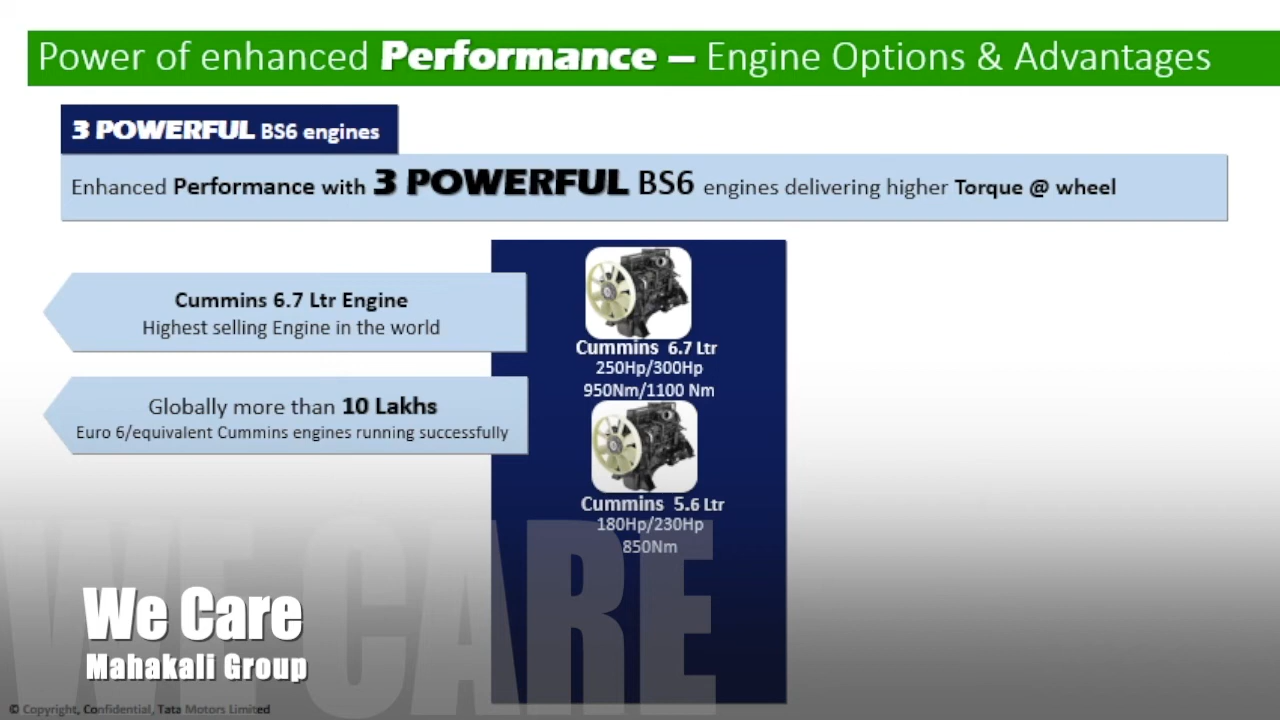 Power of enhanced Performance – Engine Options & Advantages
3 POWERFUL BS6 engines
Enhanced Performance with 3 POWERFUL BS6 engines delivering higher Torque @ wheel
Cummins 6.7 Ltr Engine
Highest selling Engine in the world
Globally more than 10 Lakhs
Euro 6/equivalent Cummins engines running successfully
Cummins 6.7 Ltr
250Hp/300Hp
950Nm/1100 Nm
Cummins 5.6 Ltr
180Hp/230Hp
850Nm
WE CARE
We Care
Mahakali Group
© Copyright, Confidential, Tata Motors Limited